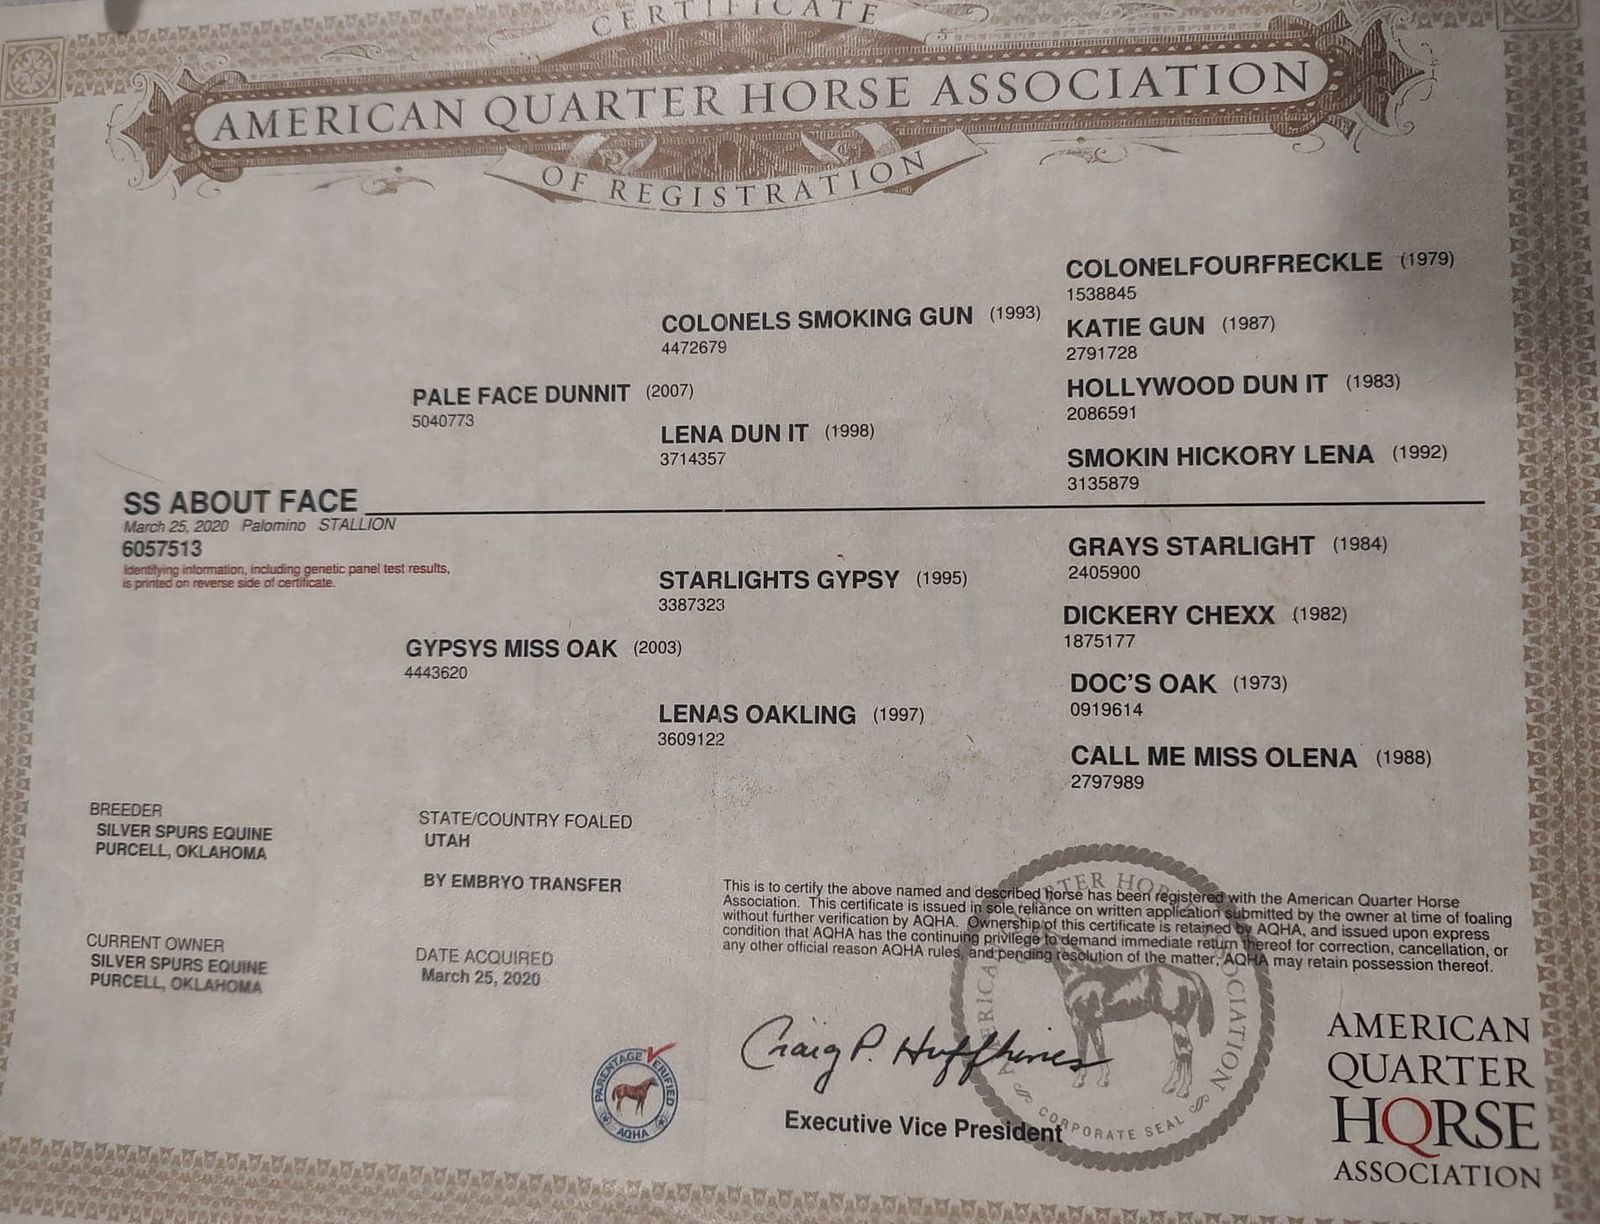 CERTIFICATE
AMERICAN QUARTER HORSE ASSOCIATION
OF REGISTRATION
COLONELFOURFRECKLE (1979)
1538845
COLONELS SMOKING GUN (1993)
4472679
KATIE GUN (1987)
2791728
PALE FACE DUNNIT (2007)
5040773
HOLLYWOOD DUN IT (1983)
2086591
LENA DUN IT (1998)
3714357
SMOKIN HICKORY LENA (1992)
3135879
SS ABOUT FACE
March 25, 2020 Palomino STALLION
6057513
Identifying information, including genetic panel test results,
is printed on reverse side of certificate.
GRAYS STARLIGHT (1984)
2405900
STARLIGHTS GYPSY (1995)
3387323
DICKERY CHEXX (1982)
1875177
GYPSYS MISS OAK (2003)
4443620
DOC'S OAK (1973)
0919614
LENAS OAKLING (1997)
3609122
CALL ME MISS OLENA (1988)
2797989
BREEDER
SILVER SPURS EQUINE
PURCELL, OKLAHOMA
STATE/COUNTRY FOALED
UTAH
BY EMBRYO TRANSFER
CURRENT OWNER
SILVER SPURS EQUINE
PURCELL, OKLAHOMA
DATE ACQUIRED
March 25, 2020
This is to certify the above named and described horse has been registered with the American Quarter Horse
Association. This certificate is issued in sole reliance on written application submitted by the owner at time of foaling
without further verification by AQHA. Ownership of this certificate is retained by AQHA, and issued upon express
condition that AQHA has the continuing privilege to demand immediate return thereof for correction, cancellation, or
any other official reason AQHA rules, and pending resolution of the matter, AQHA may retain possession thereof.
PARENTAGE VERIFIED
AQHA
Craig P. Huffhines
Executive Vice President
AMERICAN QUARTER HORSE ASSOCIATION
CORPORATE SEAL
AMERICAN
QUARTER
HORSE
ASSOCIATION